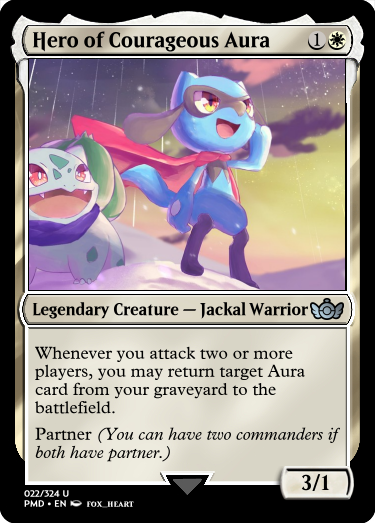 Hero of Courageous Aura 1
Legendary Creature — Jackal Warrior
Whenever you attack two or more
players, you may return target Aura
card from your graveyard to the
battlefield.
Partner (You can have two commanders if
both have partner.)
3/1
022/324 U
PMD • EN FOX_HEART